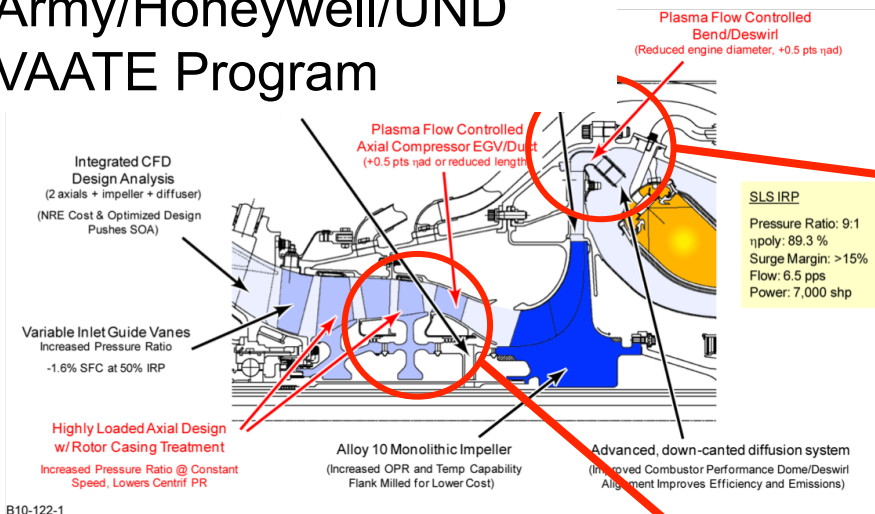 Army/Honeywell/UND
VAATE Program
Plasma Flow Controlled
Bend/Deswirl
(Reduced engine diameter, +0.5 pts ηad)
Plasma Flow Controlled
Axial Compressor EGV/Duct
(+0.5 pts ηad or reduced length)
Integrated CFD
Design Analysis
(2 axials + impeller + diffuser)
(NRE Cost & Optimized Design
Pushes SOA)
SLS IRP
Pressure Ratio: 9:1
ηpoly: 89.3 %
Surge Margin: >15%
Flow: 6.5 pps
Power: 7,000 shp
Variable Inlet Guide Vanes
Increased Pressure Ratio
-1.6% SFC at 50% IRP
Highly Loaded Axial Design
w/ Rotor Casing Treatment
Increased Pressure Ratio @ Constant
Speed, Lowers Centrif PR
Alloy 10 Monolithic Impeller
(Increased OPR and Temp Capability
Flank Milled for Lower Cost)
Advanced, down-canted diffusion system
(Improved Combustor Performance Dome/Deswirl
Alignment Improves Efficiency and Emissions)
B10-122-1